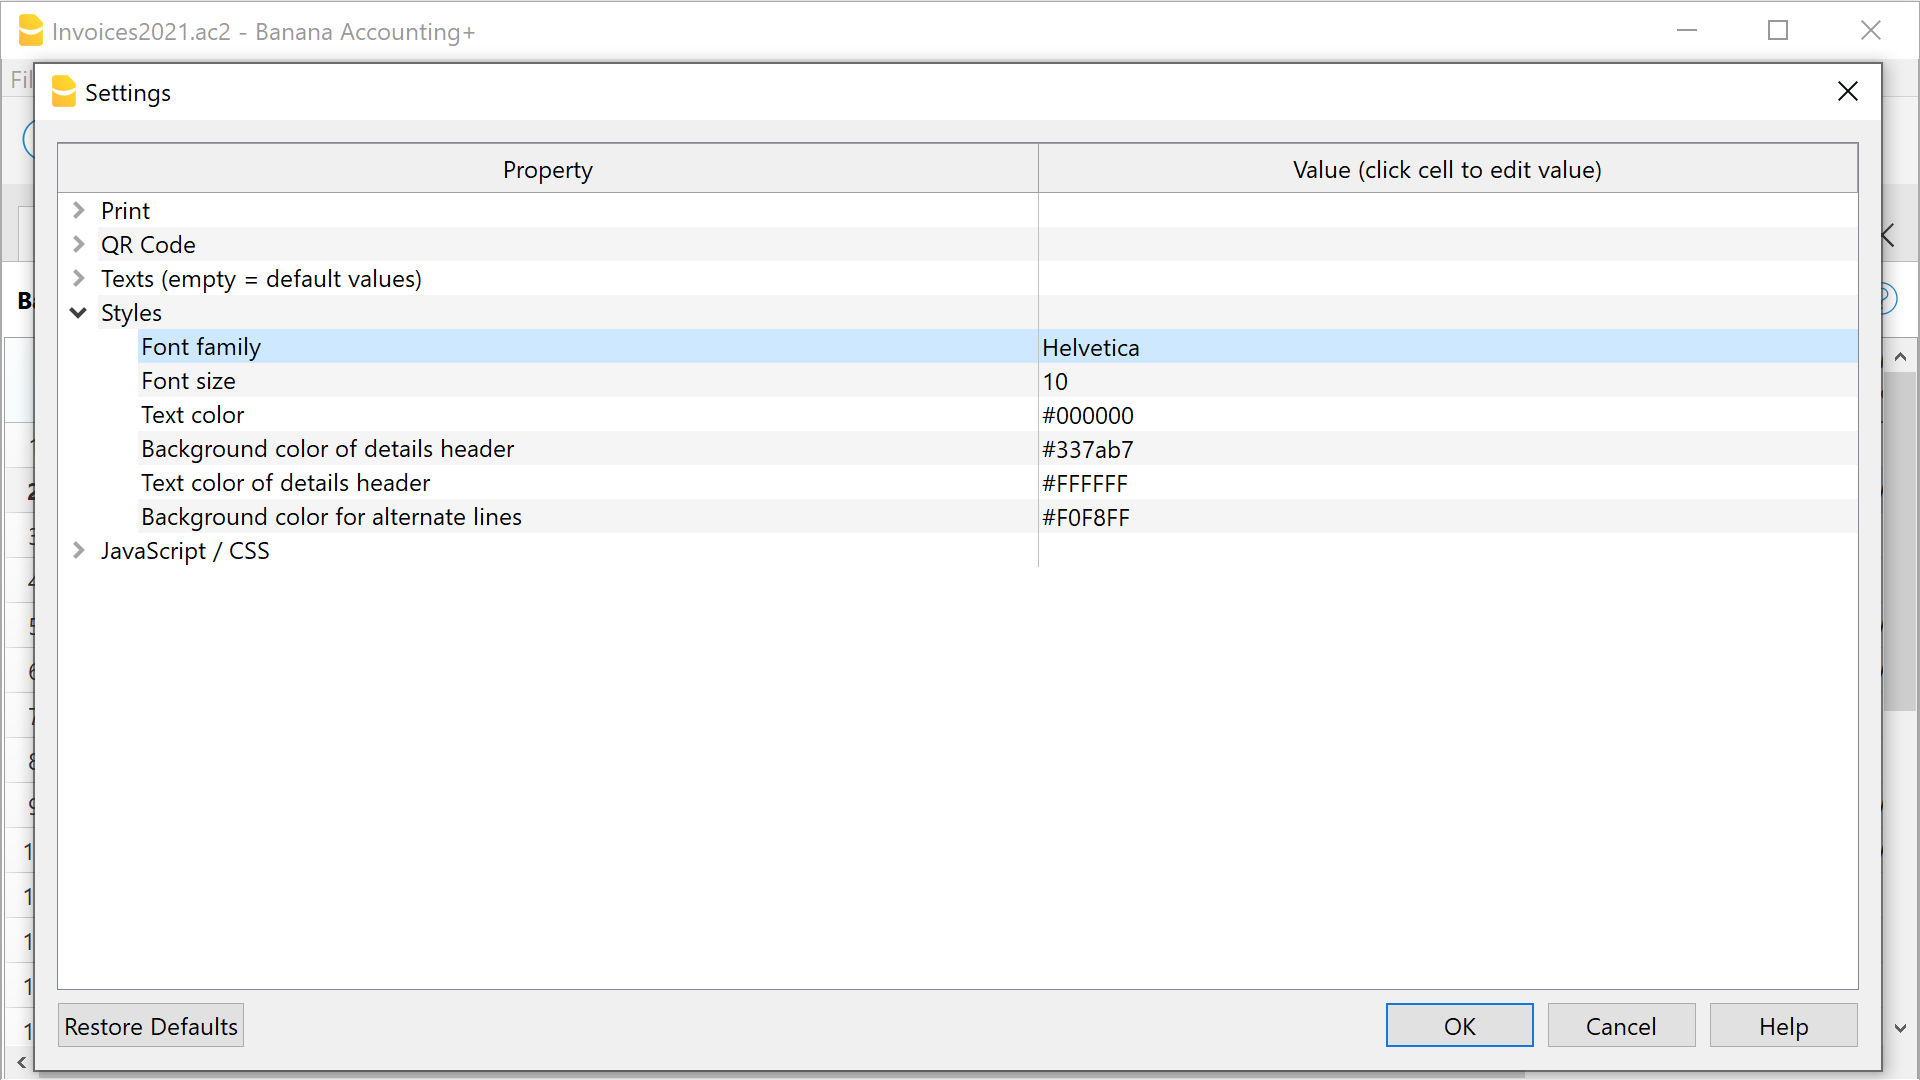 Invoices2021.ac2 - Banana Accounting+
Settings
Property Value (click cell to edit value)
Print
QR Code
Texts (empty = default values)
Styles
Font family Helvetica
Font size 10
Text color #000000
Background color of details header #337ab7
Text color of details header #FFFFFF
Background color for alternate lines #F0F8FF
JavaScript / CSS
Restore Defaults OK Cancel Help